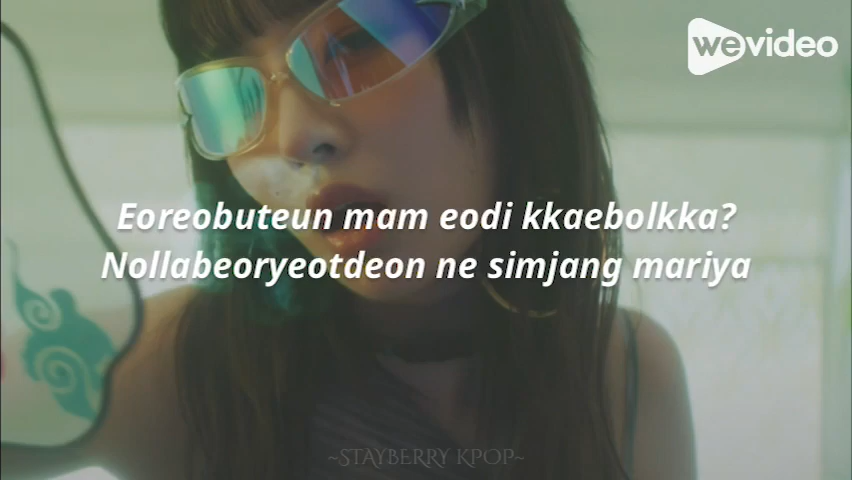 wevideo
Eoreobuteun mam eodi kkaebolkka?
Nollabeoryeotdeon ne simjang mariya
~STAYBERRY KPOP~